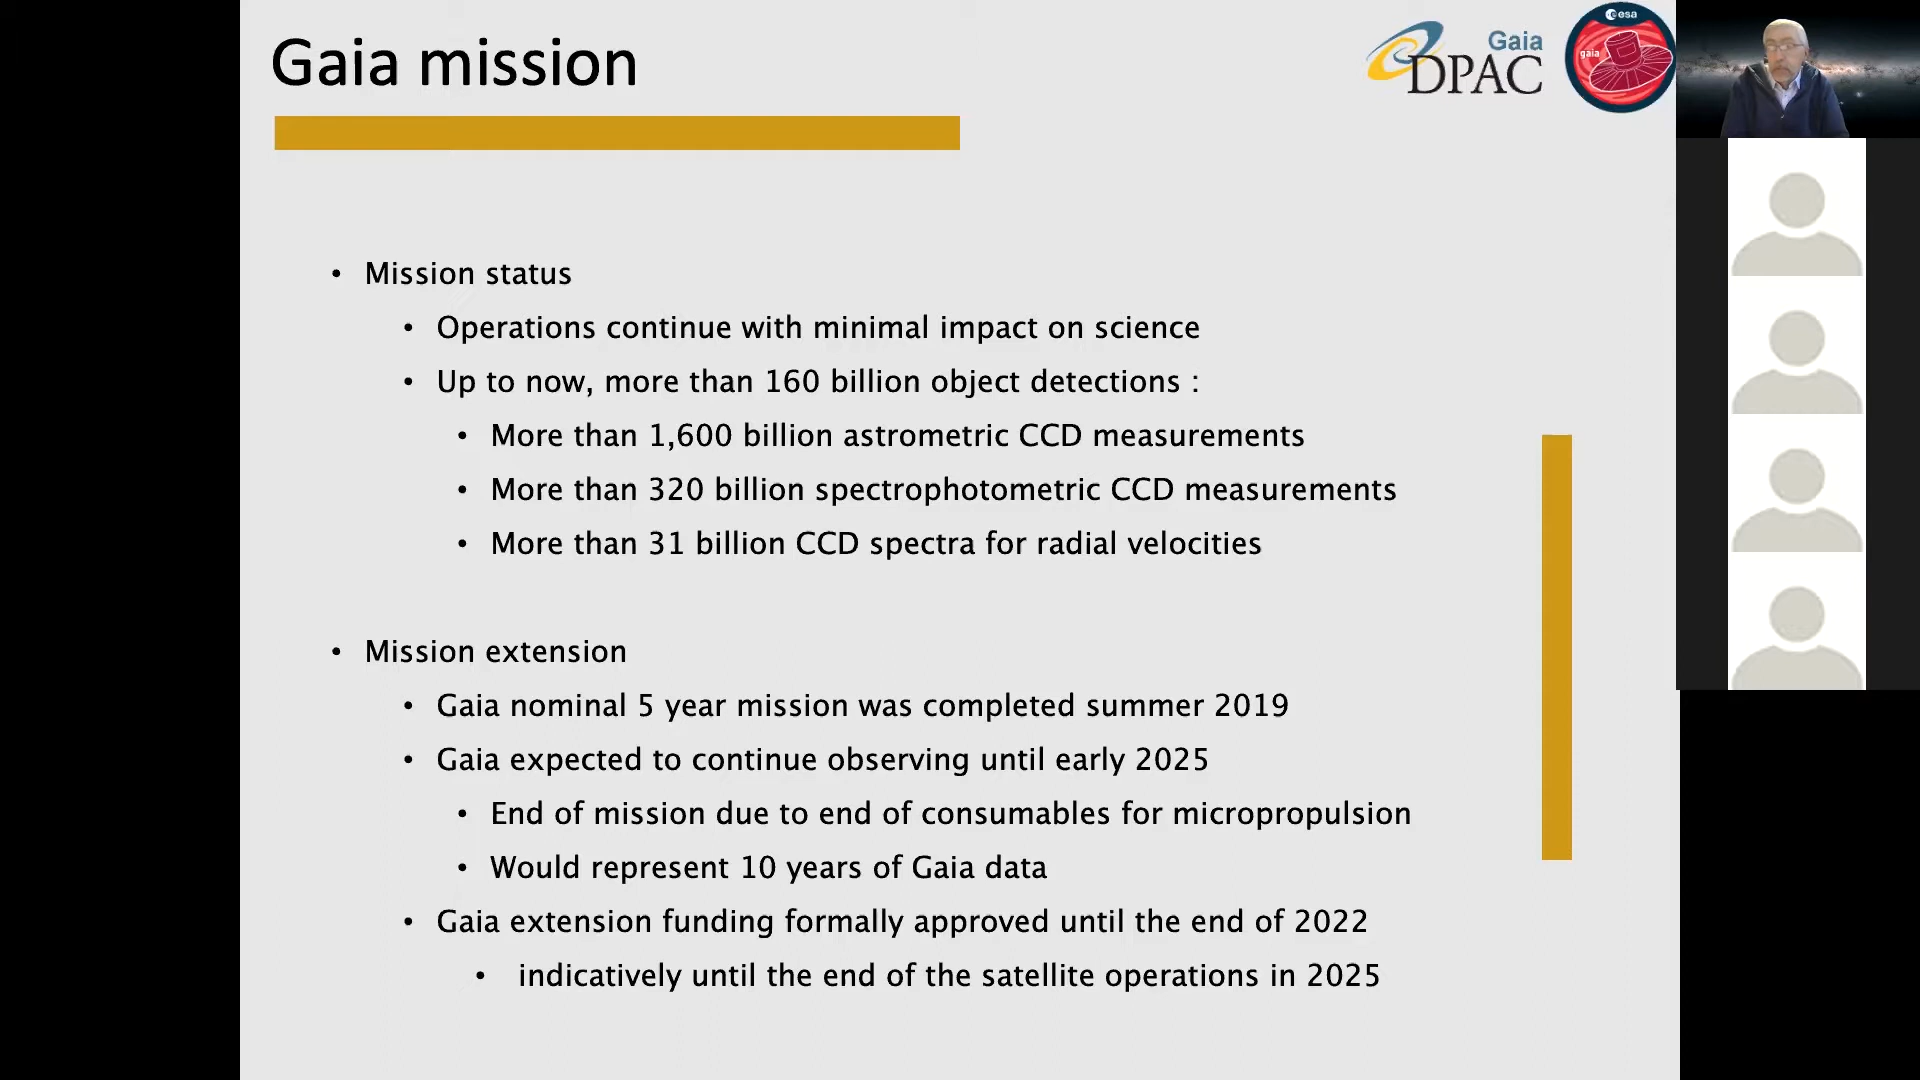 Gaia mission
Gaia
DPAC
esa
gaia
• Mission status
• Operations continue with minimal impact on science
• Up to now, more than 160 billion object detections :
• More than 1,600 billion astrometric CCD measurements
• More than 320 billion spectrophotometric CCD measurements
• More than 31 billion CCD spectra for radial velocities
• Mission extension
• Gaia nominal 5 year mission was completed summer 2019
• Gaia expected to continue observing until early 2025
• End of mission due to end of consumables for micropropulsion
• Would represent 10 years of Gaia data
• Gaia extension funding formally approved until the end of 2022
• indicatively until the end of the satellite operations in 2025